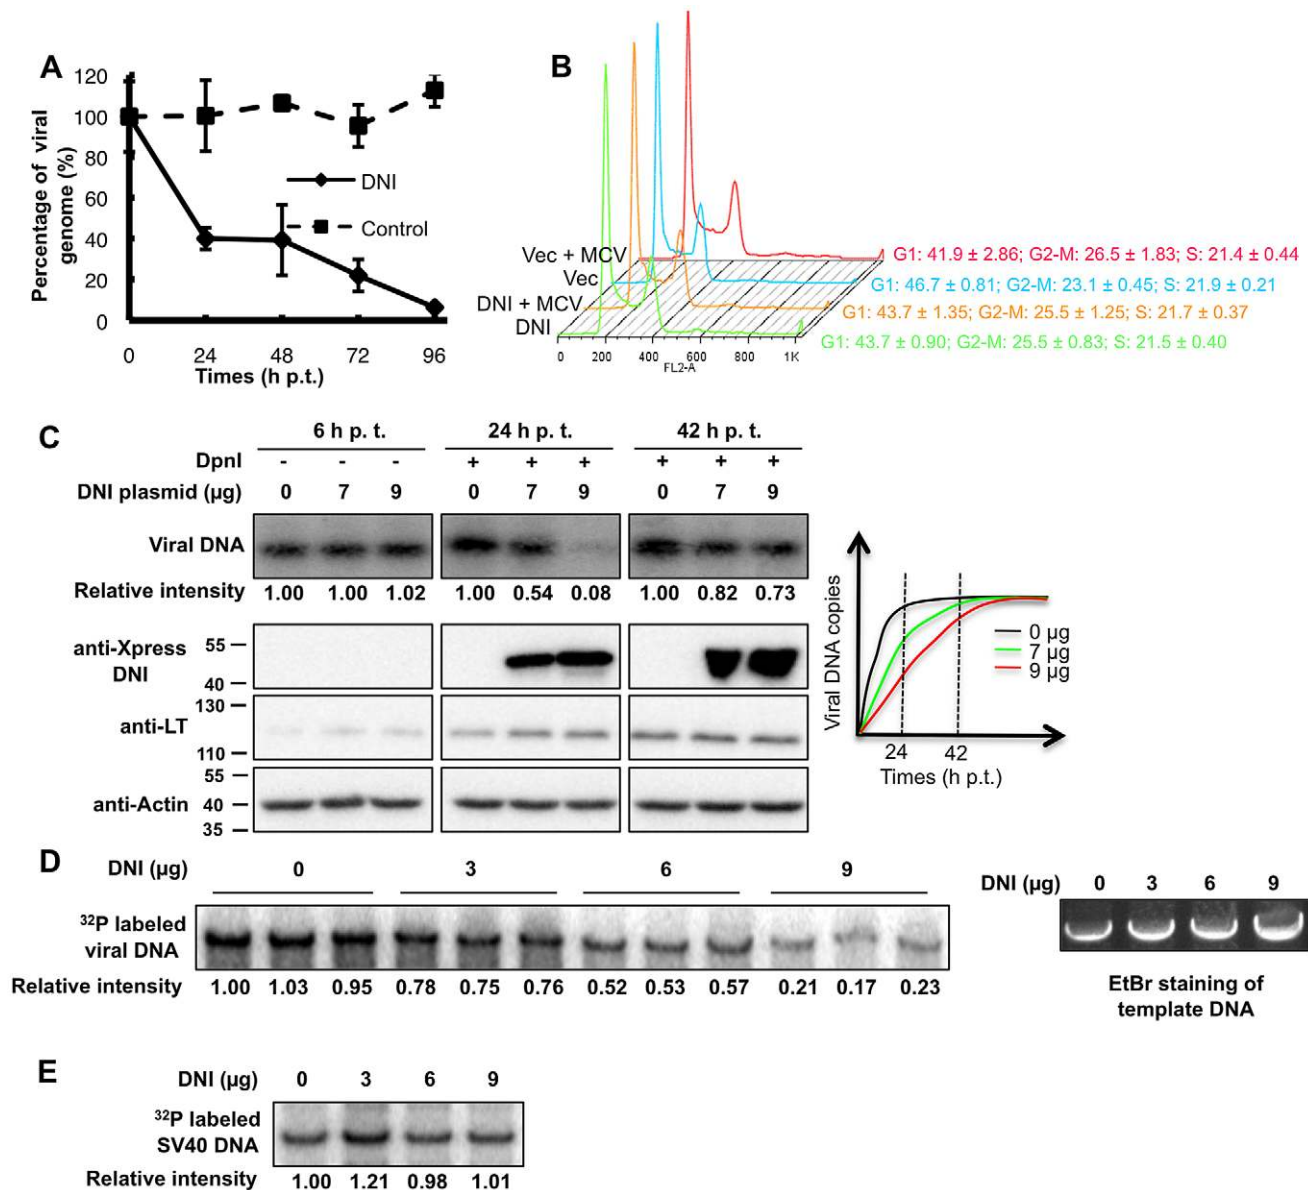 A
Percentage of viral
genome (%)
120
100
80
60
40
20
0
DNI
Control
0 24 48 72 96
Times (h p.t.)
B
Vec + MCV
Vec
DNI + MCV
DNI
G1: 41.9 ± 2.86; G2-M: 26.5 ± 1.83; S: 21.4 ± 0.44
G1: 46.7 ± 0.81; G2-M: 23.1 ± 0.45; S: 21.9 ± 0.21
G1: 43.7 ± 1.35; G2-M: 25.5 ± 1.25; S: 21.7 ± 0.37
G1: 43.7 ± 0.90; G2-M: 25.5 ± 0.83; S: 21.5 ± 0.40
0 200 400 600 800 1K
FL2-A
C
6 h p. t. 24 h p. t. 42 h p. t.
DpnI - - - + + + + + +
DNI plasmid (µg) 0 7 9 0 7 9 0 7 9
Viral DNA
Relative intensity 1.00 1.00 1.02 1.00 0.54 0.08 1.00 0.82 0.73
anti-Xpress
DNI
55
40
anti-LT
130
110
anti-Actin
55
40
35
Viral DNA copies
0 µg
7 µg
9 µg
24 42
Times (h p.t.)
D
DNI (µg) 0 3 6 9
32P labeled
viral DNA
Relative intensity 1.00 1.03 0.95 0.78 0.75 0.76 0.52 0.53 0.57 0.21 0.17 0.23
DNI (µg) 0 3 6 9
EtBr staining of
template DNA
E
DNI (µg) 0 3 6 9
32P labeled
SV40 DNA
Relative intensity 1.00 1.21 0.98 1.01